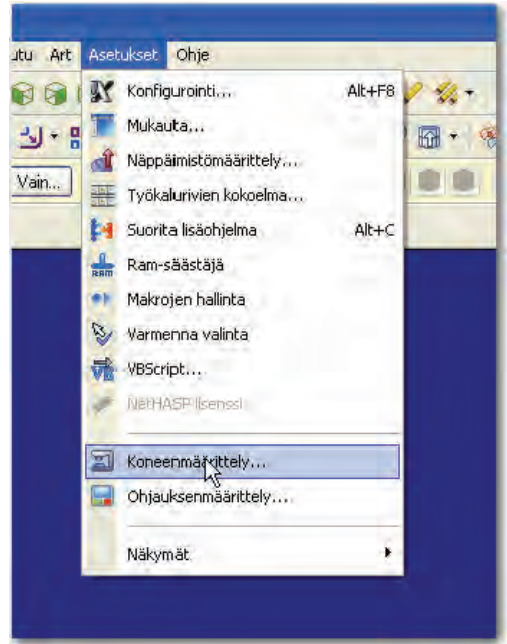 Art Asetukset Ohje
Konfigurointi... Alt+F8
Mukauta...
Näppäimistömäärittely...
Vain...
Työkalurivien kokoelma...
Suorita lisäohjelma Alt+C
RAM
Ram-säästäjä
Makrojen hallinta
Varmenna valinta
VB
VBScript...
NetHASP lisenssi
Koneenmäärittely...
Ohjauksenmäärittely...
Näkymät